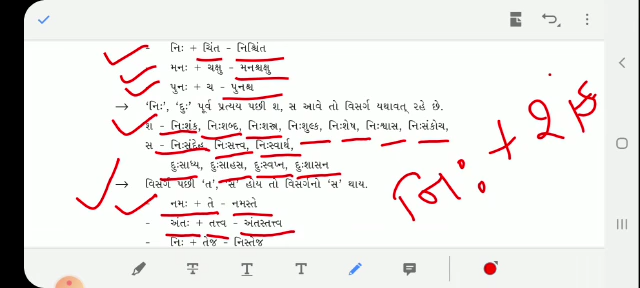 - નિઃ + ચિંત - નિશ્ચિંત
મનઃ + ચક્ષુ - મનશ્ચક્ષુ
પુનઃ + ચ - પુનશ્ચ
→ 'નિઃ', 'દુઃ' પૂર્વ પ્રત્યય પછી શ, સ આવે તો વિસર્ગ યથાવત્ રહે છે.
શ - નિઃશંક, નિઃશબ્દ, નિઃશસ્ત્ર, નિઃશુલ્ક, નિઃશેષ, નિઃશ્વાસ, નિઃસંકોચ,
સ - નિઃસંદેહ, નિઃસત્ત્વ, નિઃસ્વાર્થ,
દુઃસાધ્ય, દુઃસાહસ, દુઃસ્વપ્ન, દુઃશાસન
→ વિસર્ગ પછી 'ત', 'સ' હોય તો વિસર્ગનો 'સ' થાય.
નમઃ + તે - નમસ્તે
- અંતઃ + તત્ત્વ - અંતસ્તત્ત્વ
- નિઃ + તેજ - નિસ્તેજ
નિઃ + શંક